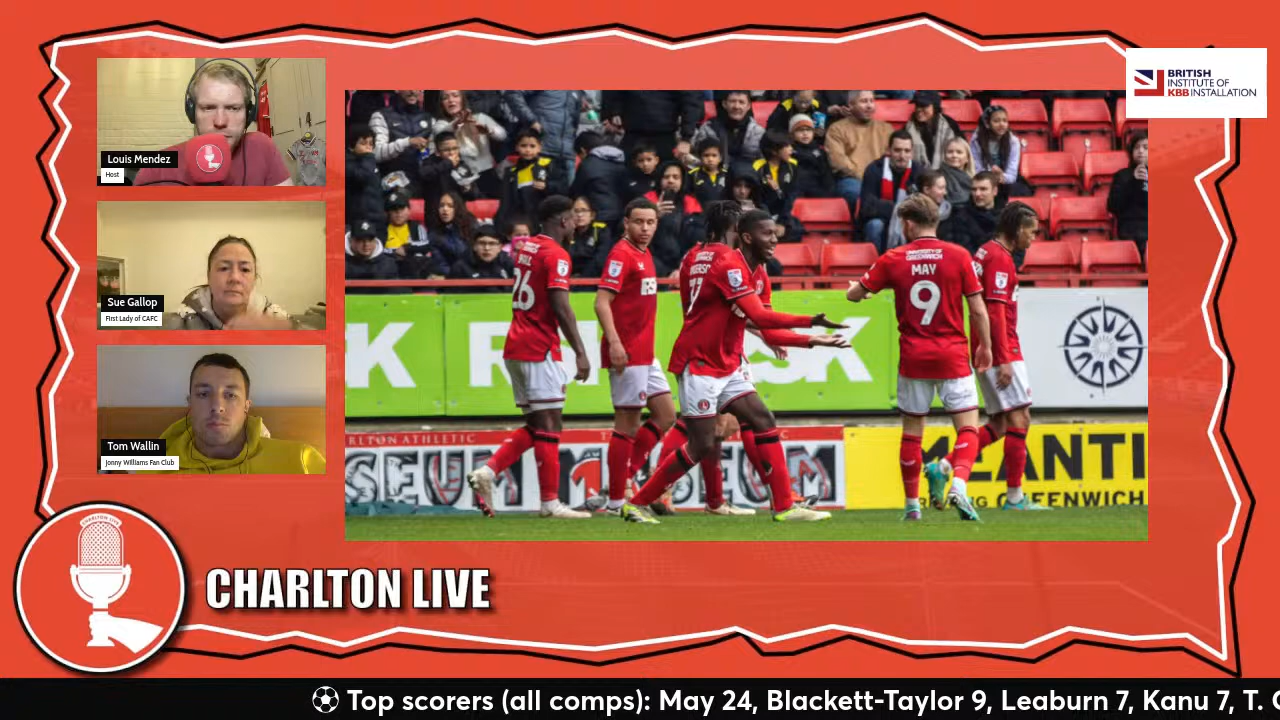 BRITISH
INSTITUTE OF
KBB INSTALLATION
Louis Mendez
Host
Sue Gallop
First Lady of CAFC
Tom Wallin
Jonny Williams Fan Club
26
MAY
9
K
RLTON ATHLETIC
GREENWICH
CHARLTON LIVE
CHARLTON LIVE
Top scorers (all comps): May 24, Blackett-Taylor 9, Leaburn 7, Kanu 7, T.